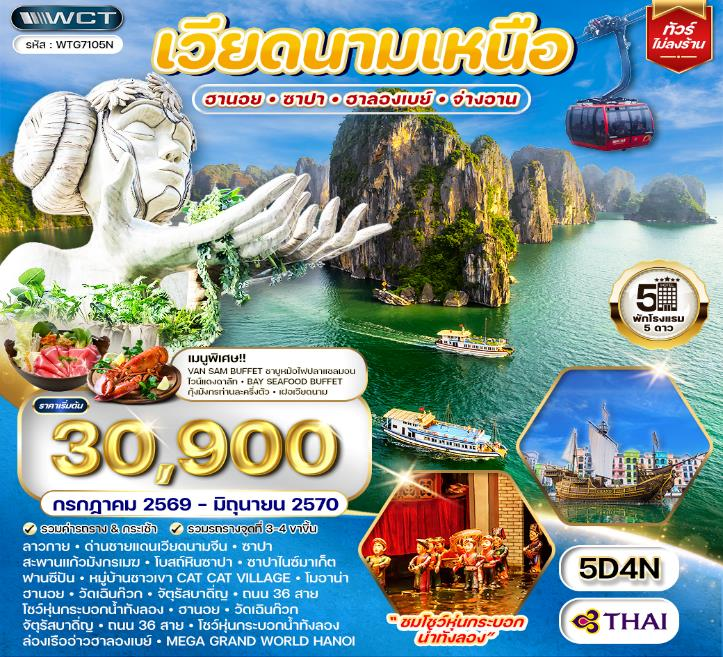 WCT
รหัส : WTG7105N
เวียดนามเหนือ
ทัวร์
ไม่ลงร้าน
ฮานอย • ซาปา • ฮาลองเบย์ • จ่างอาน
5
พักโรงแรม
5 ดาว
เมนูพิเศษ!!
VAN SAM BUFFET ชาบูหม้อไฟปลาแซลมอน
ไวน์แดงดาลัท • BAY SEAFOOD BUFFET
กุ้งมังกรท่านละครึ่งตัว • เฝอเวียดนาม
ราคาเริ่มต้น
30,900
กรกฎาคม 2569 - มิถุนายน 2570
รวมค่ารถราง & กระเช้า รวมรถรางจุดที่ 3-4 ขาขึ้น
ลาวกาย • ด่านชายแดนเวียดนามจีน • ซาปา
สะพานแก้วมังกรเมฆ • โบสถ์หินซาปา • ซาปาไนซ์มาเก็ต
ฟานซีปัน • หมู่บ้านชาวเขา CAT CAT VILLAGE • โมอาน่า
ฮานอย • วัดเฉินก๊วก • จัตุรัสบาดิญ • ถนน 36 สาย
โชว์หุ่นกระบอกน้ำทังลอง • ฮานอย • วัดเฉินก๊วก
จัตุรัสบาดิญ • ถนน 36 สาย • โชว์หุ่นกระบอกน้ำทังลอง
ล่องเรืออ่าวฮาลองเบย์ • MEGA GRAND WORLD HANOI
"ชมโชว์หุ่นกระบอก
น้ำทังลอง"
5D4N
THAI